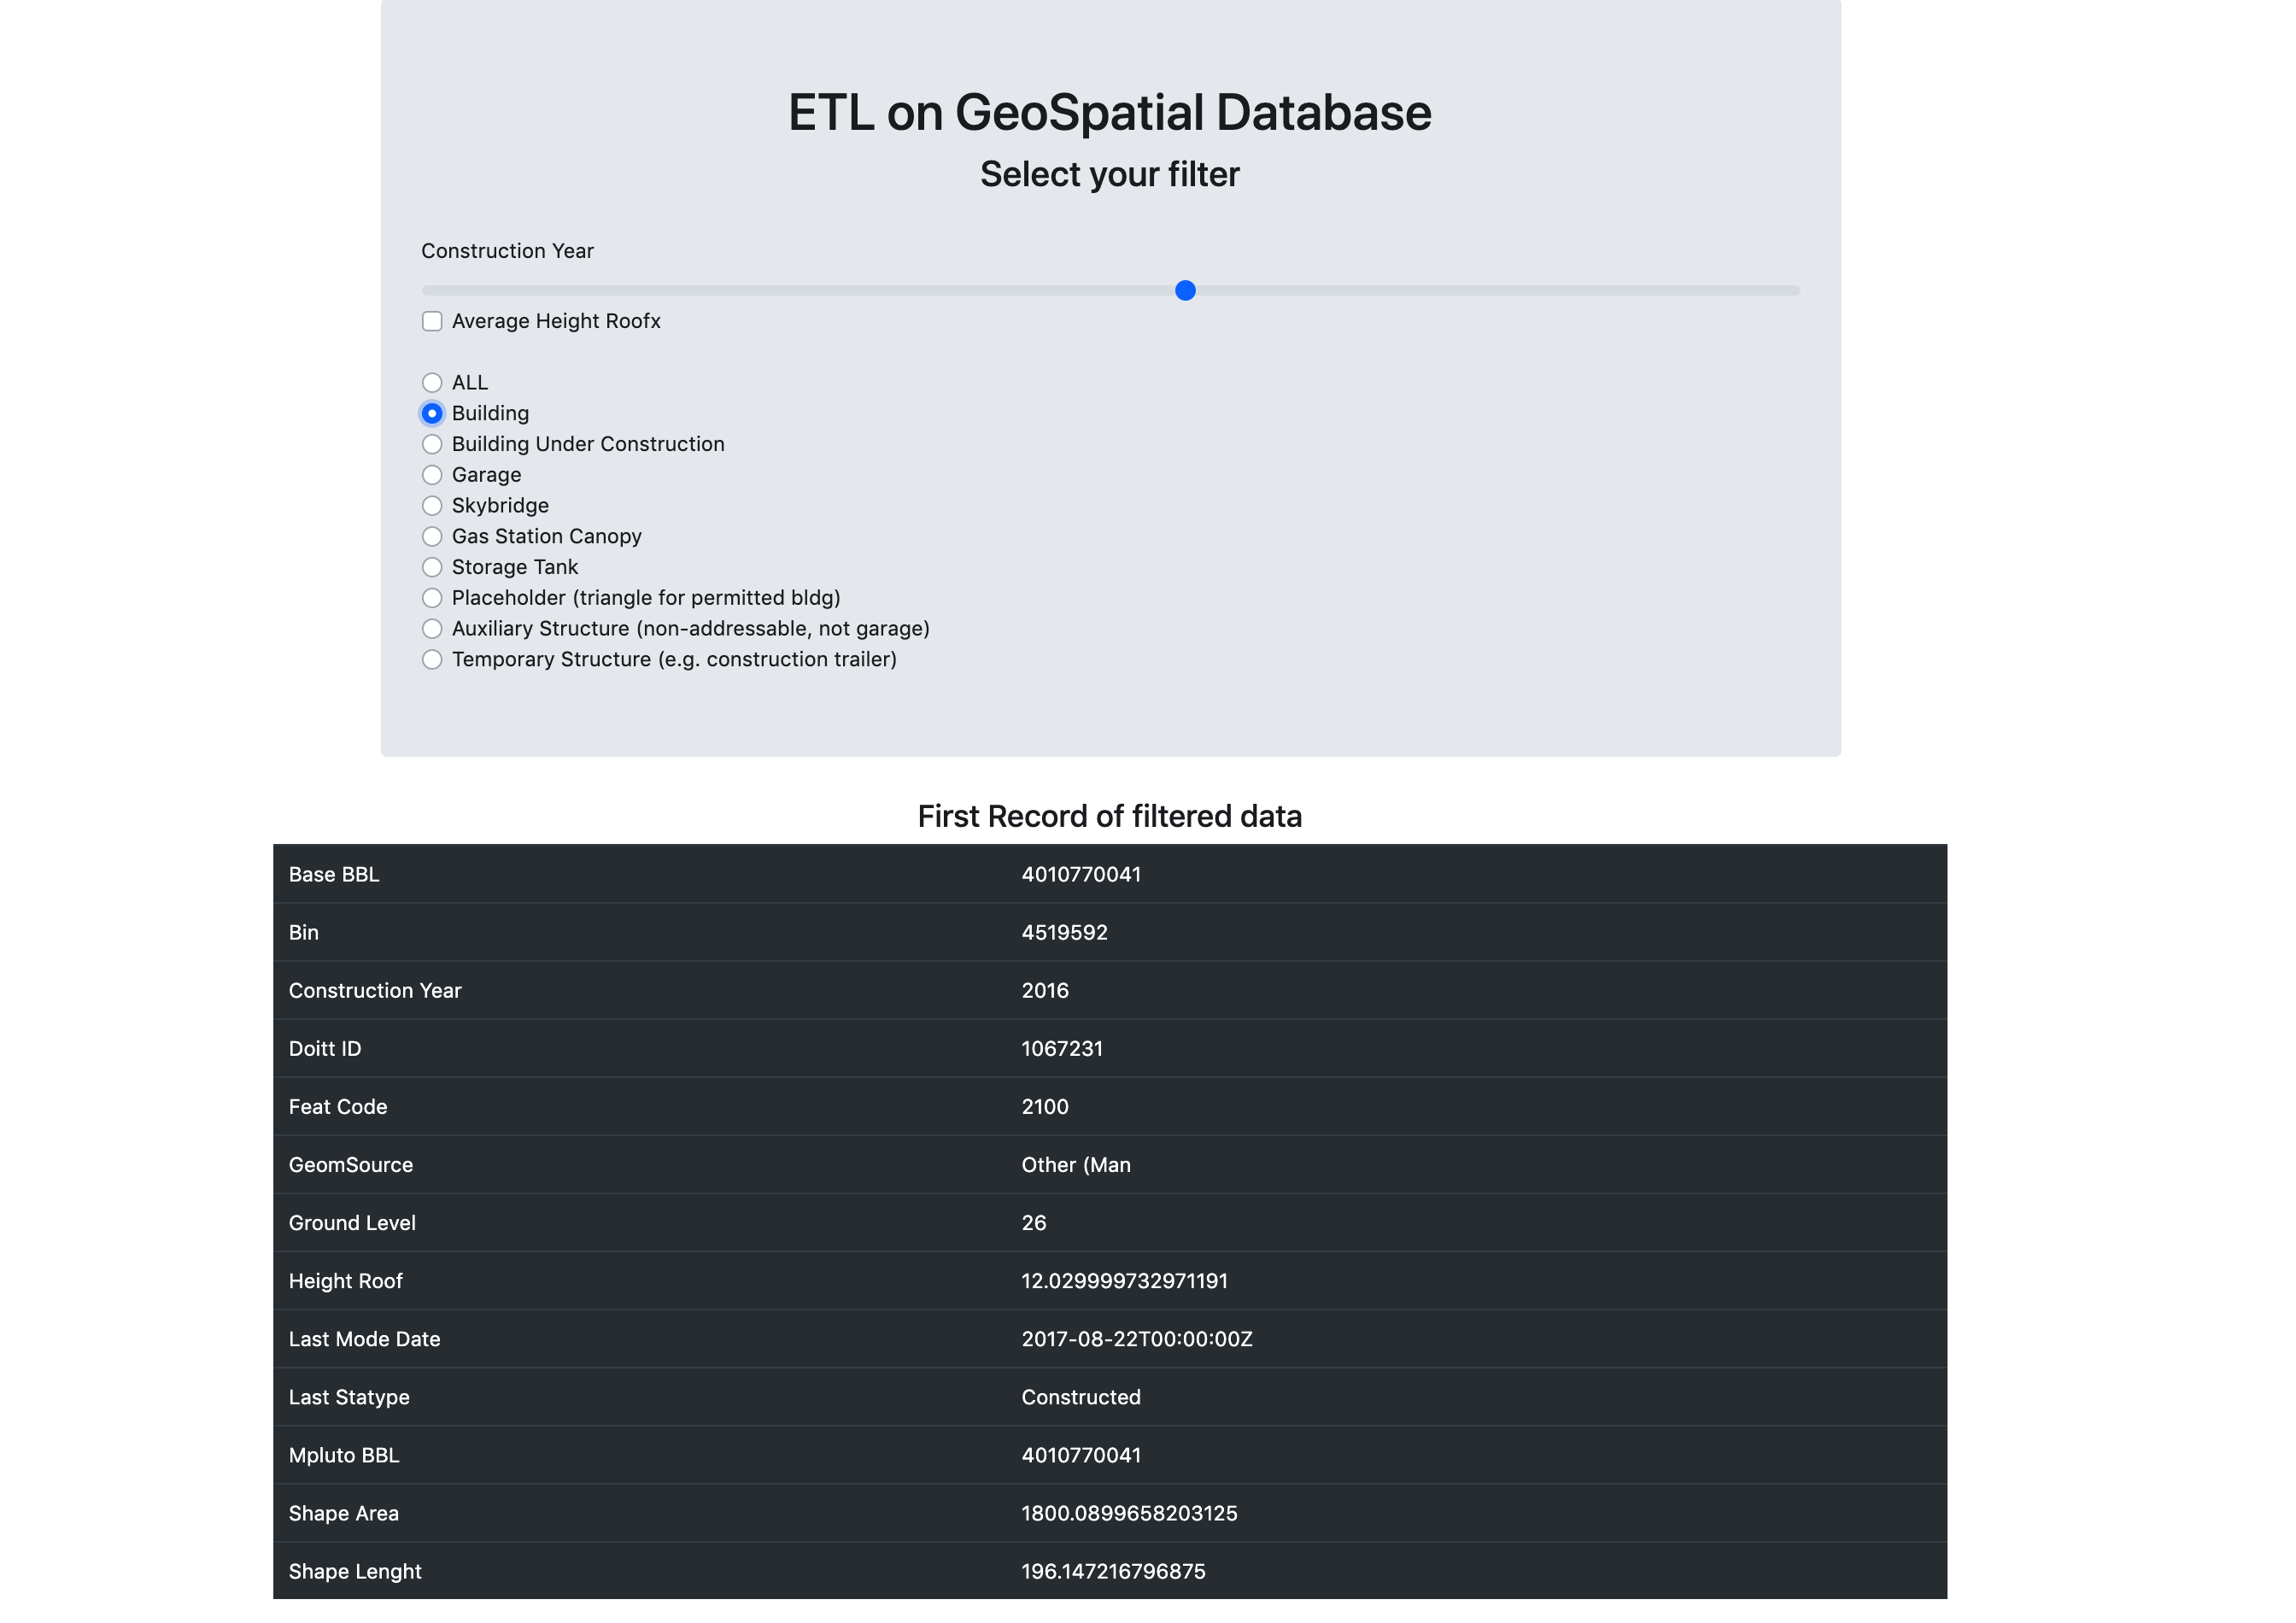 ETL on GeoSpatial Database
Select your filter
Construction Year
Average Height Roofx
ALL
Building
Building Under Construction
Garage
Skybridge
Gas Station Canopy
Storage Tank
Placeholder (triangle for permitted bldg)
Auxiliary Structure (non-addressable, not garage)
Temporary Structure (e.g. construction trailer)
First Record of filtered data
Base BBL 4010770041
Bin 4519592
Construction Year 2016
Doitt ID 1067231
Feat Code 2100
GeomSource Other (Man
Ground Level 26
Height Roof 12.029999732971191
Last Mode Date 2017-08-22T00:00:00Z
Last Statype Constructed
Mpluto BBL 4010770041
Shape Area 1800.0899658203125
Shape Lenght 196.147216796875